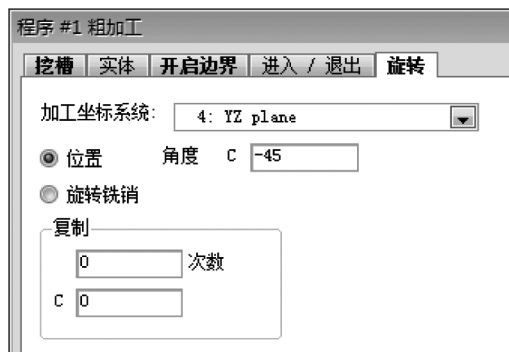 程序 #1 粗加工
挖槽 实体 开启边界 进入 / 退出 旋转
加工坐标系统: 4: YZ plane
位置 角度 C -45
旋转铣销
复制
0 次数
C 0